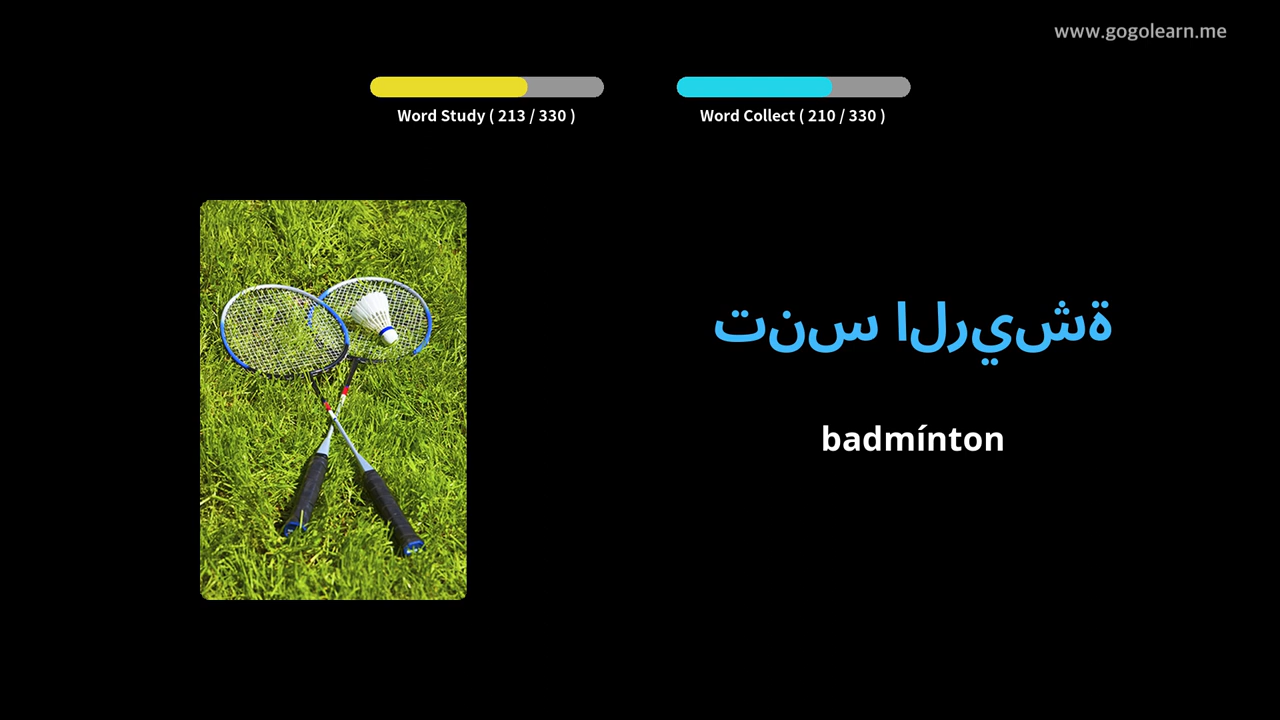 www.gogolearn.me
Word Study ( 213 / 330 )
Word Collect ( 210 / 330 )
تنس الريشة
badmínton